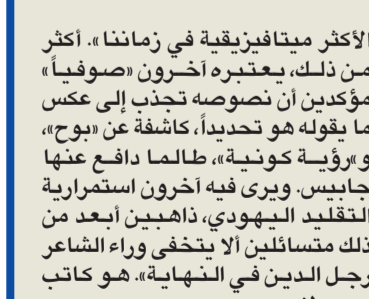 الأكثر ميتافيزيقية في زماننا». أكثر
من ذلك، يعتبره آخرون «صوفياً»
مؤكدين أن نصوصه تجذب إلى عكس
ما يقوله هو تحديداً، كاشفة عن «بوح»،
و»رؤية كونية»، طالما دافع عنها
جابيس. ويرى فيه آخرون استمرارية
التقليد اليهودي، ذاهبين أبعد من
ذلك متسائلين ألا يتخفى وراء الشاعر
رجل الدين في النهاية». هو كاتب